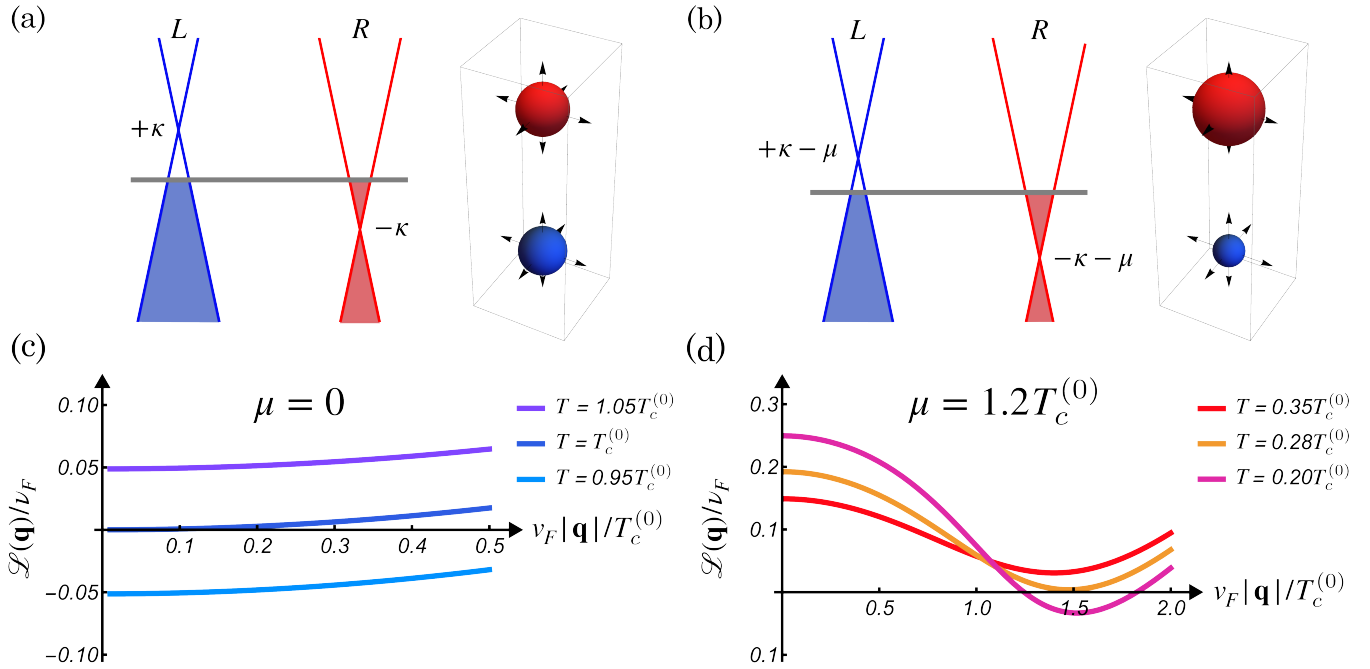 (a)
L
R
+κ
−κ
(b)
L
R
+κ − μ
−κ − μ
(c)
μ = 0
T = 1.05T_c^(0)
T = T_c^(0)
T = 0.95T_c^(0)
0.10
0.05
−0.05
−0.10
0.1
0.2
0.3
0.4
0.5
v_F|q|/T_c^(0)
ℒ(q)/ν_F
(d)
μ = 1.2T_c^(0)
T = 0.35T_c^(0)
T = 0.28T_c^(0)
T = 0.20T_c^(0)
0.3
0.2
0.1
0.1
0.5
1.0
1.5
2.0
v_F|q|/T_c^(0)
ℒ(q)/ν_F